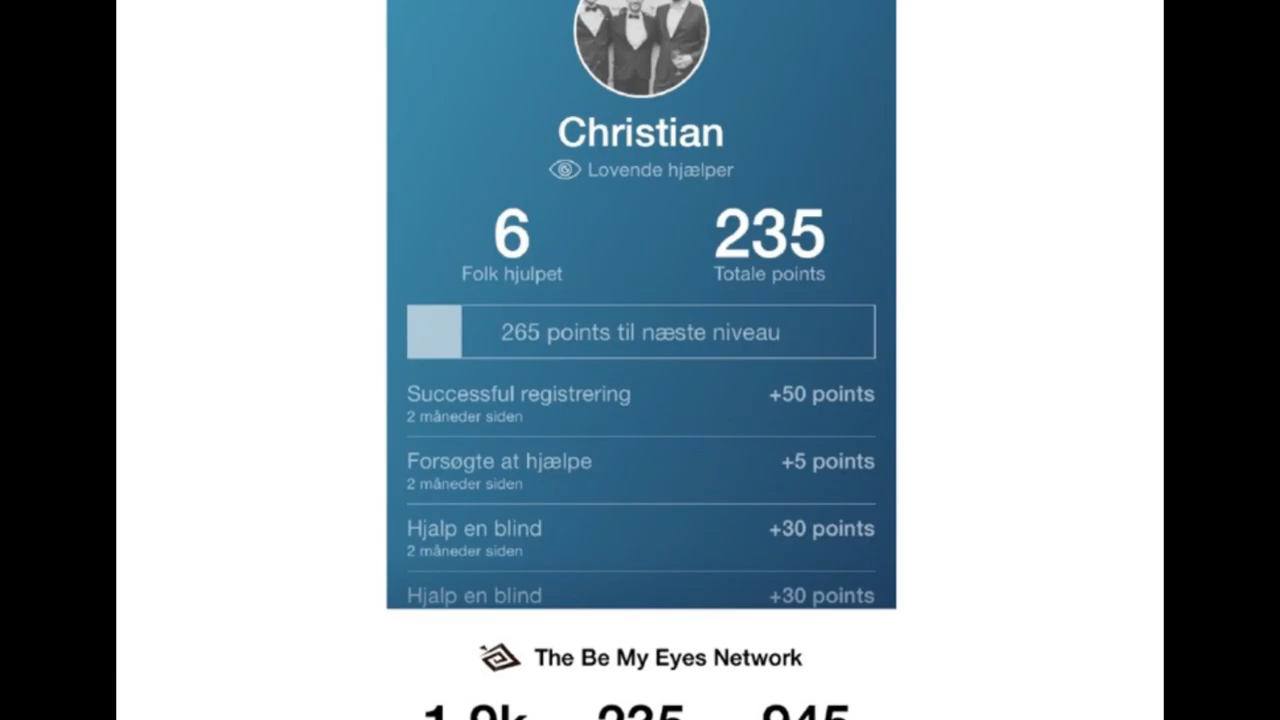 Christian
Lovende hjælper
6 235
Folk hjulpet Totale points
265 points til næste niveau
Successful registrering +50 points
2 måneder siden
Forsøgte at hjælpe +5 points
2 måneder siden
Hjalp en blind +30 points
2 måneder siden
Hjalp en blind +30 points
The Be My Eyes Network
235 945